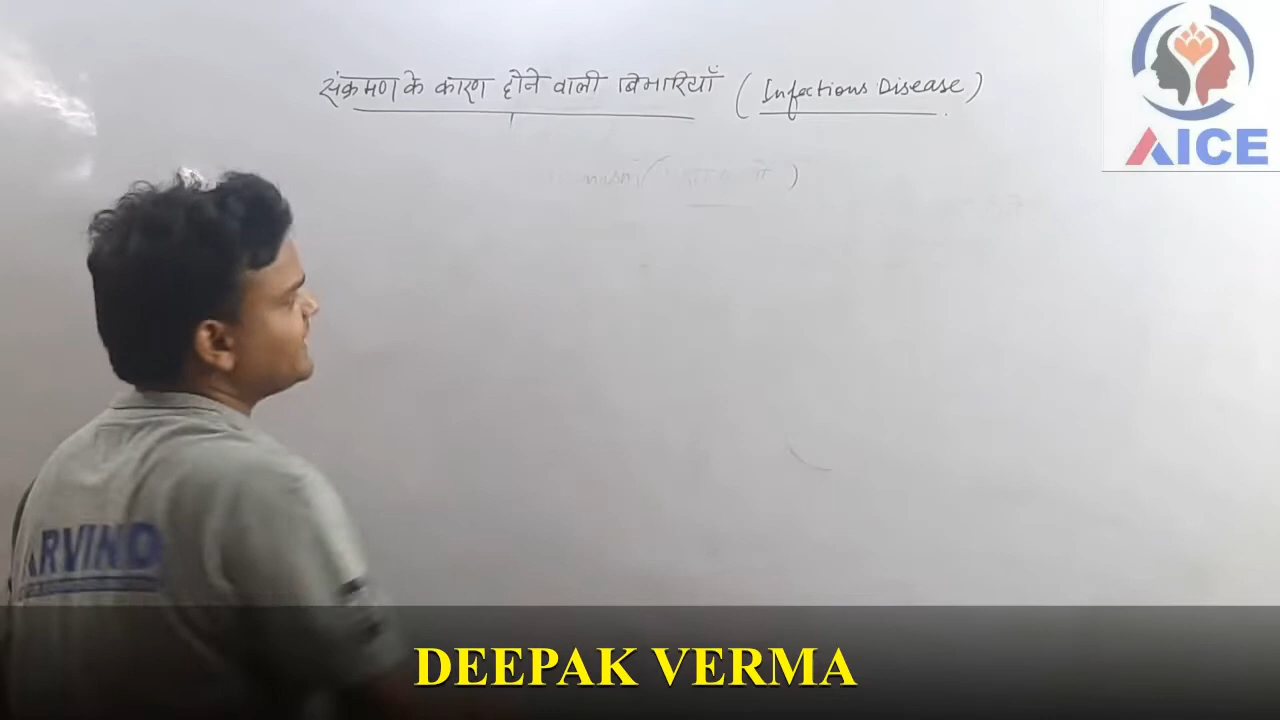 संक्रमण के कारण होने वाली बिमारियाँ ( Infectious Disease )
AICE
ARVIND
DEEPAK VERMA